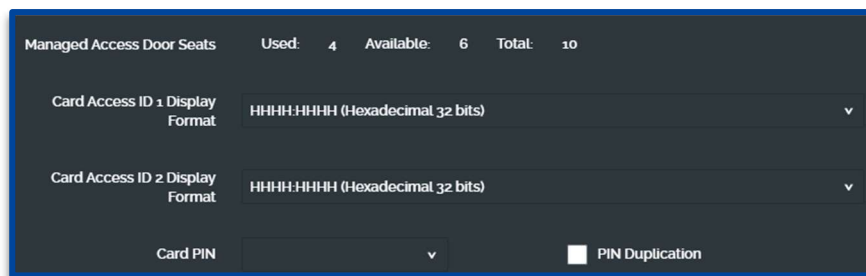 Managed Access Door Seats Used: 4 Available: 6 Total: 10
Card Access ID 1 Display
Format
HHHH:HHHH (Hexadecimal 32 bits)
Card Access ID 2 Display
Format
HHHH:HHHH (Hexadecimal 32 bits)
Card PIN PIN Duplication